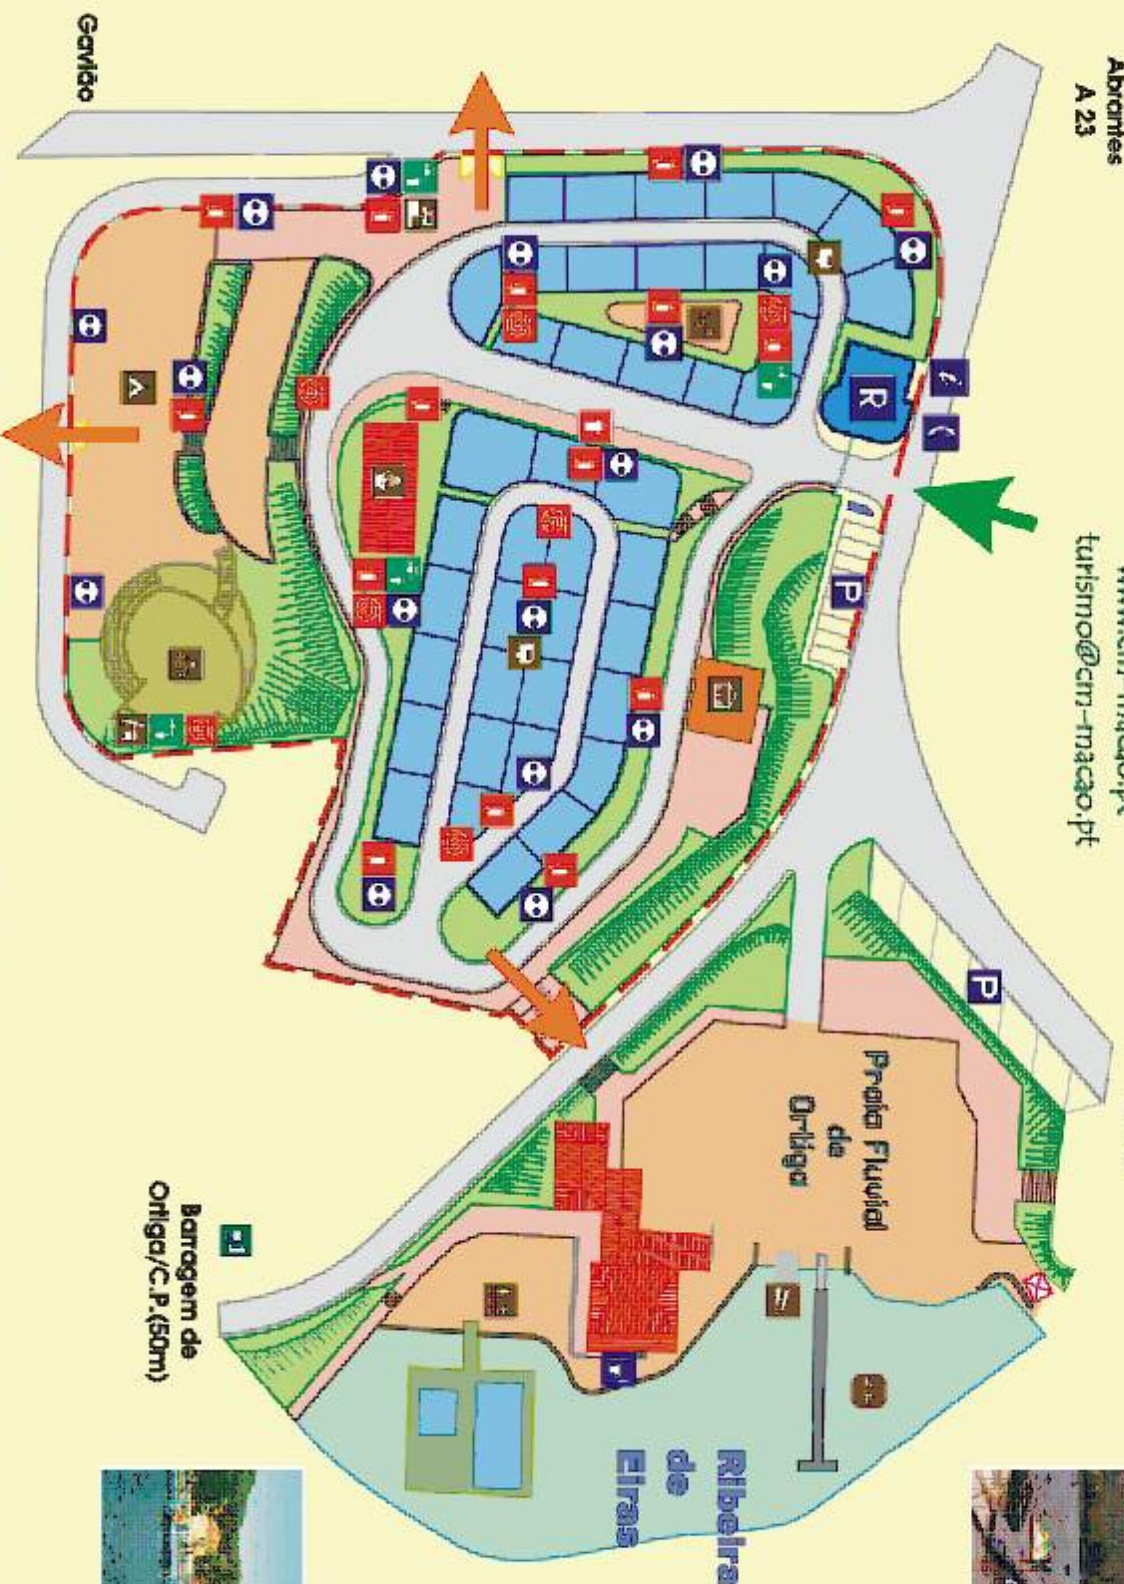 Abrantes
A 23
turismo@cm-macao.pt
Gavião
R
i
P
P
Praia Fluvial
de
Ortiga
Barragem de
Ortiga/C.P.(50m)
Ribeira
de
Eiras